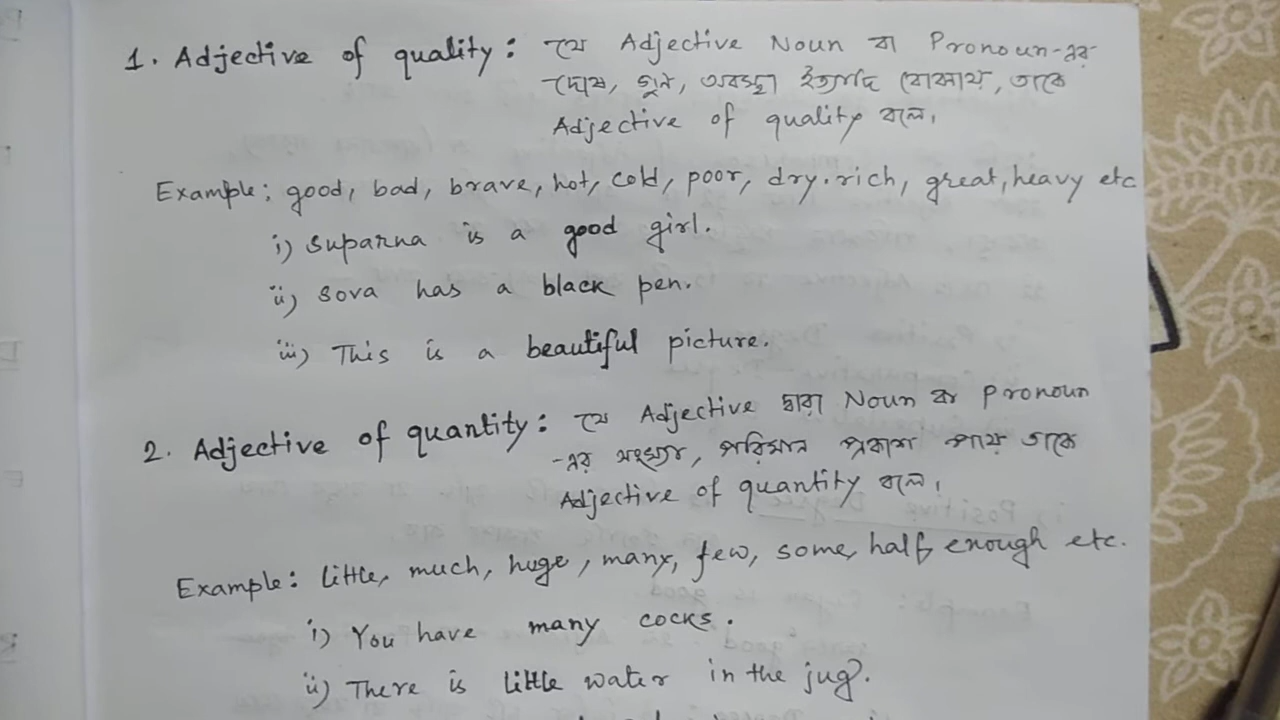 1. Adjective of quality: যে Adjective Noun বা Pronoun-এর
দোষ, গুন, অবস্থা ইত্যাদি বোঝায়, তাকে
Adjective of quality বলে।
Example: good, bad, brave, hot, cold, poor, dry. rich, great, heavy etc
i) Suparna is a good girl.
ii) Sova has a black pen.
iii) This is a beautiful picture.
2. Adjective of quantity: যে Adjective দ্বারা Noun বা Pronoun
-এর সংখ্যা, পরিমান প্রকাশ পায় তাকে
Adjective of quantity বলে।
Example: Little, much, huge, many, few, some, half, enough etc.
i) You have many cocks.
ii) There is little water in the jug.